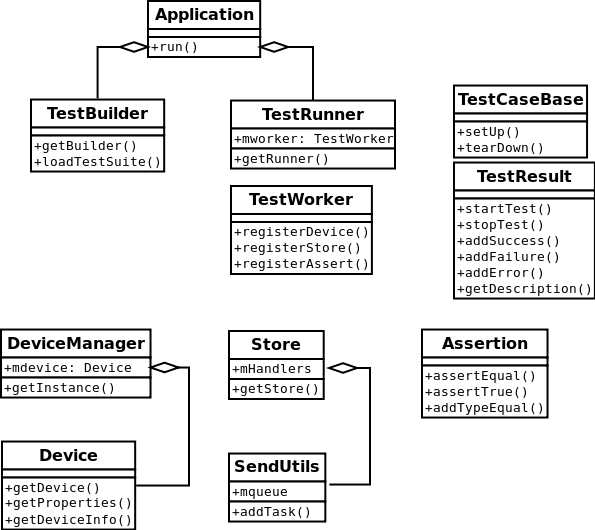 Application
+run()
TestBuilder
+getBuilder()
+loadTestSuite()
TestRunner
+mworker: TestWorker
+getRunner()
TestCaseBase
+setUp()
+tearDown()
TestWorker
+registerDevice()
+registerStore()
+registerAssert()
TestResult
+startTest()
+stopTest()
+addSuccess()
+addFailure()
+addError()
+getDescription()
DeviceManager
+mdevice: Device
+getInstance()
Store
+mHandlers
+getStore()
Assertion
+assertEqual()
+assertTrue()
+addTypeEqual()
Device
+getDevice()
+getProperties()
+getDeviceInfo()
SendUtils
+mqueue
+addTask()